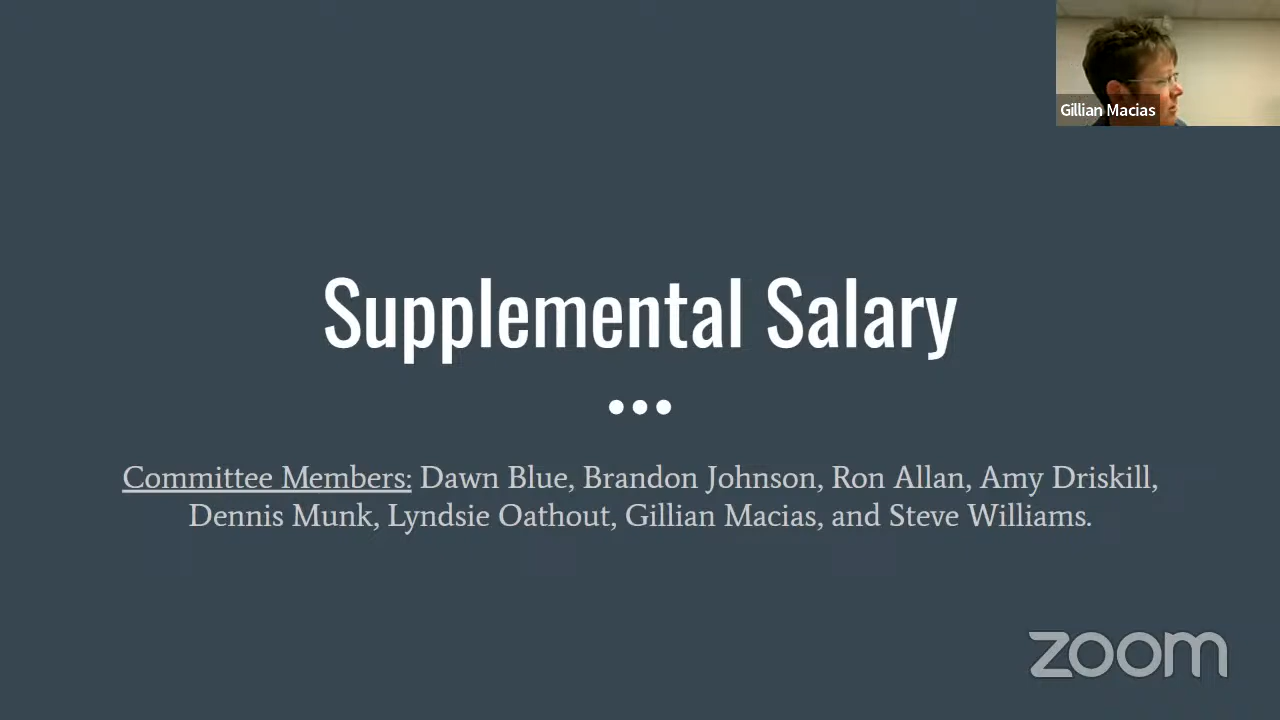 Gillian Macias
Supplemental Salary
Committee Members: Dawn Blue, Brandon Johnson, Ron Allan, Amy Driskill,
Dennis Munk, Lyndsie Oathout, Gillian Macias, and Steve Williams.
zoom